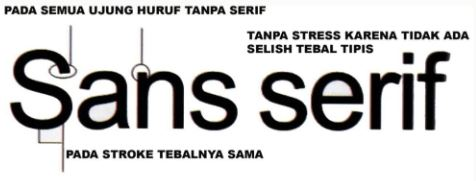 PADA SEMUA UJUNG HURUF TANPA SERIF
TANPA STRESS KARENA TIDAK ADA
SELISH TEBAL TIPIS
Sans serif
PADA STROKE TEBALNYA SAMA